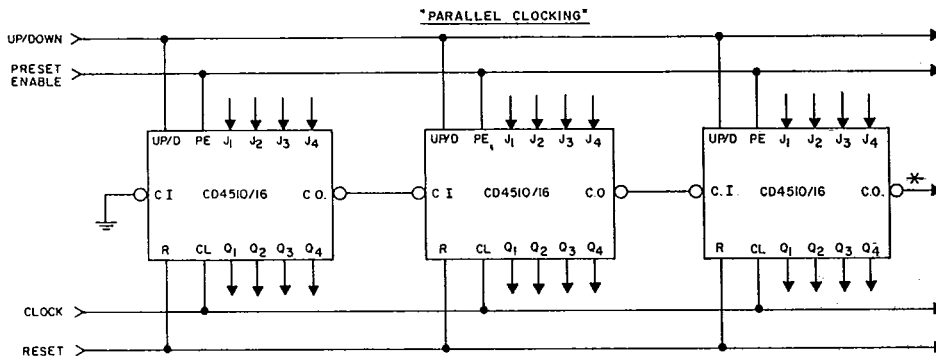 "PARALLEL CLOCKING"
UP/DOWN
PRESET
ENABLE
UP/D PE J1 J2 J3 J4
UP/D PE J1 J2 J3 J4
UP/D PE J1 J2 J3 J4
C I CD4510/16 C.O.
C. I CD4510/16 C.O
C. I. CD4510/16 C.O. *
R CL Q1 Q2 Q3 Q4
R CL Q1 Q2 Q3 Q4
R CL Q1 Q2 Q3 Q4
CLOCK
RESET